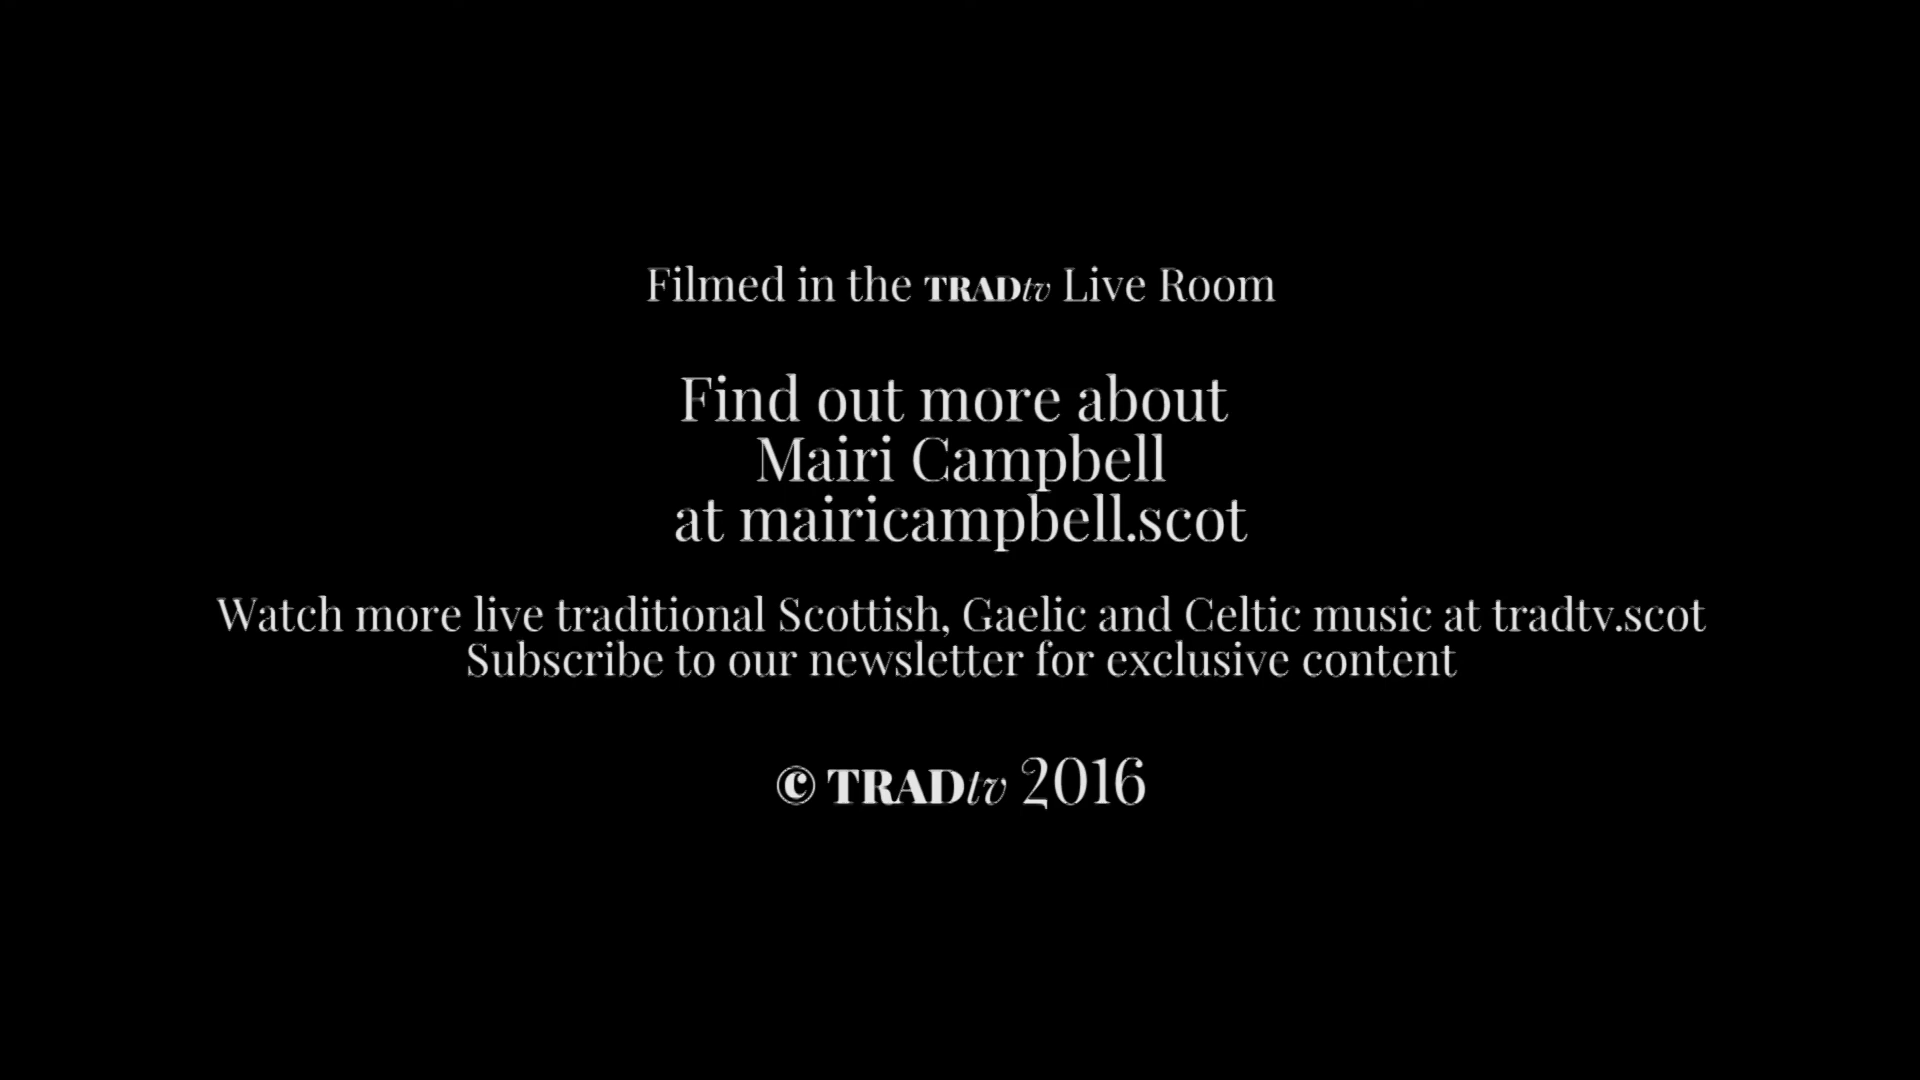 Filmed in the TRADtv Live Room
Find out more about
Mairi Campbell
at mairicampbell.scot
Watch more live traditional Scottish, Gaelic and Celtic music at tradtv.scot
Subscribe to our newsletter for exclusive content
© TRADtv 2016